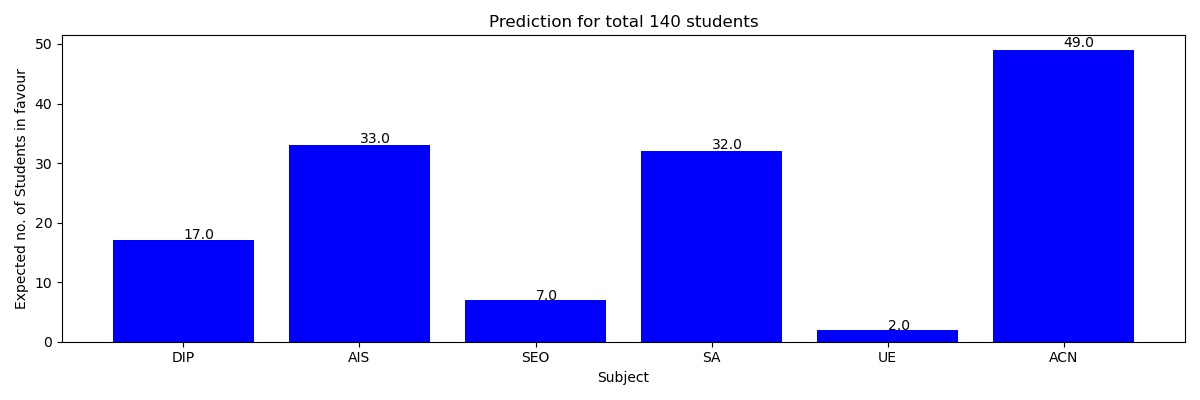 Prediction for total 140 students
Expected no. of Students in favour
50
40
30
20
10
0
17.0
33.0
7.0
32.0
2.0
49.0
DIP
AIS
SEO
SA
UE
ACN
Subject